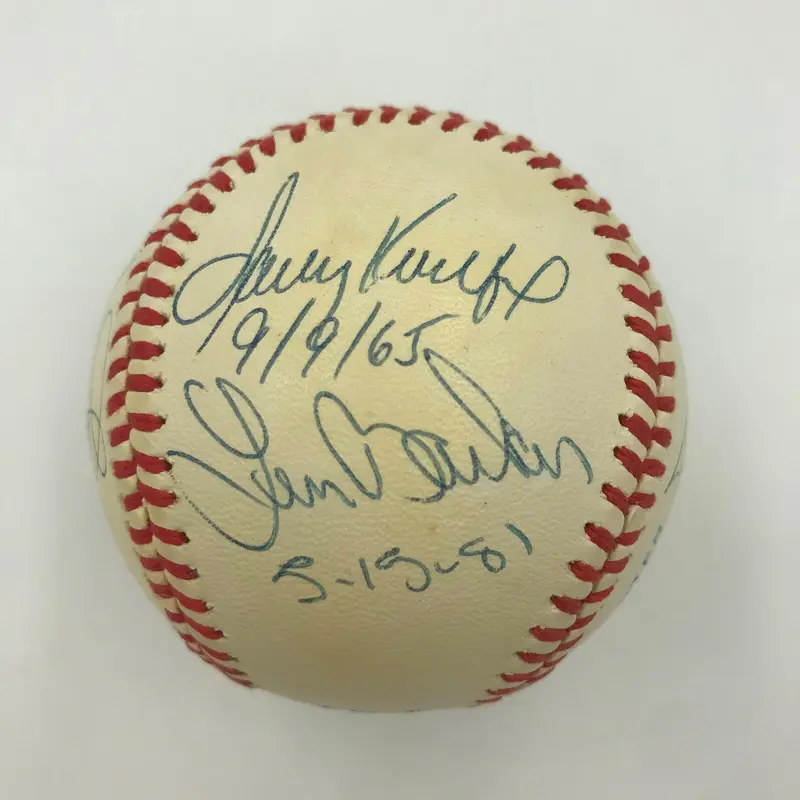 Sandy Koufax
9/9/65
Len Barker
5-15-81